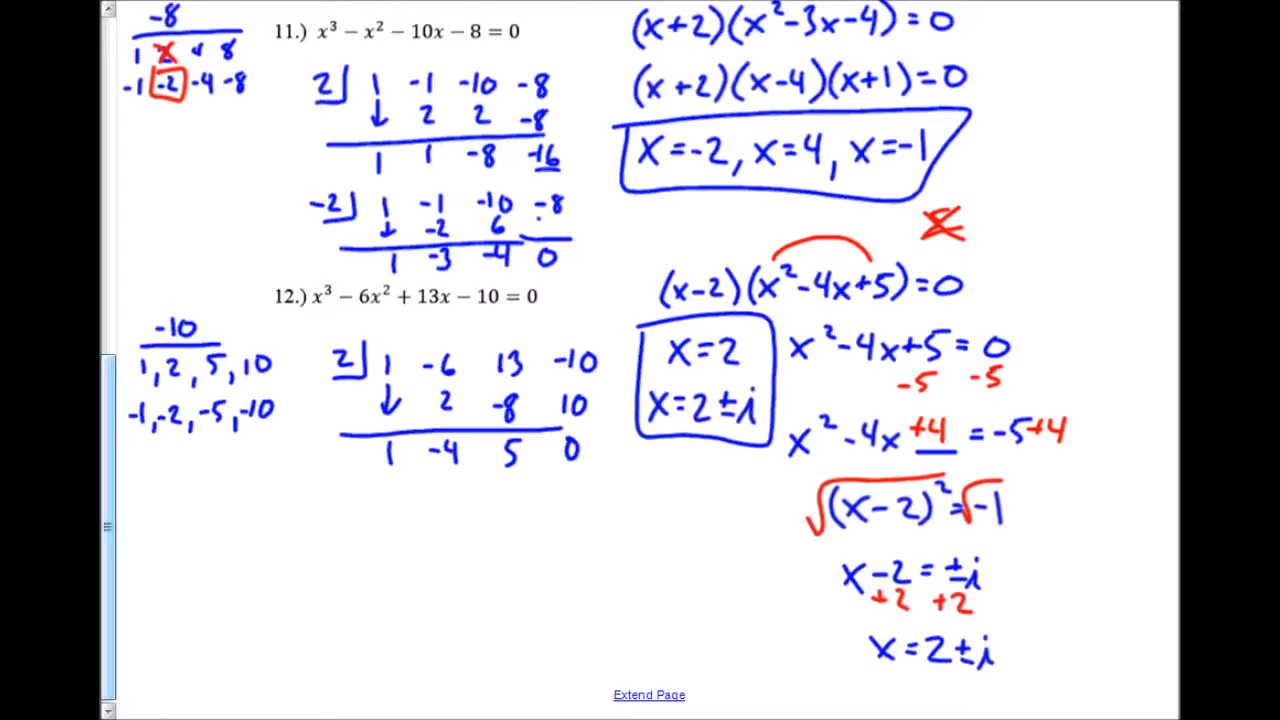 -8
1 2 4 8
-1 -2 -4 -8
11.) x³ − x² − 10x − 8 = 0
2 | 1 -1 -10 -8
↓ 2 2 -8
1 1 -8 -16
-2 | 1 -1 -10 -8
↓ -2 6
1 -3 -4 0
(x+2)(x²-3x-4)=0
(x+2)(x-4)(x+1)=0
x=-2, x=4, x=-1
12.) x³ − 6x² + 13x − 10 = 0
-10
1, 2, 5, 10
-1, -2, -5, -10
2 | 1 -6 13 -10
↓ 2 -8 10
1 -4 5 0
(x-2)(x²-4x+5)=0
x=2
x=2±i
x²-4x+5=0
-5 -5
x²-4x +4 = -5+4
√(x-2)²=√-1
x-2=±i
+2 +2
x=2±i
Extend Page